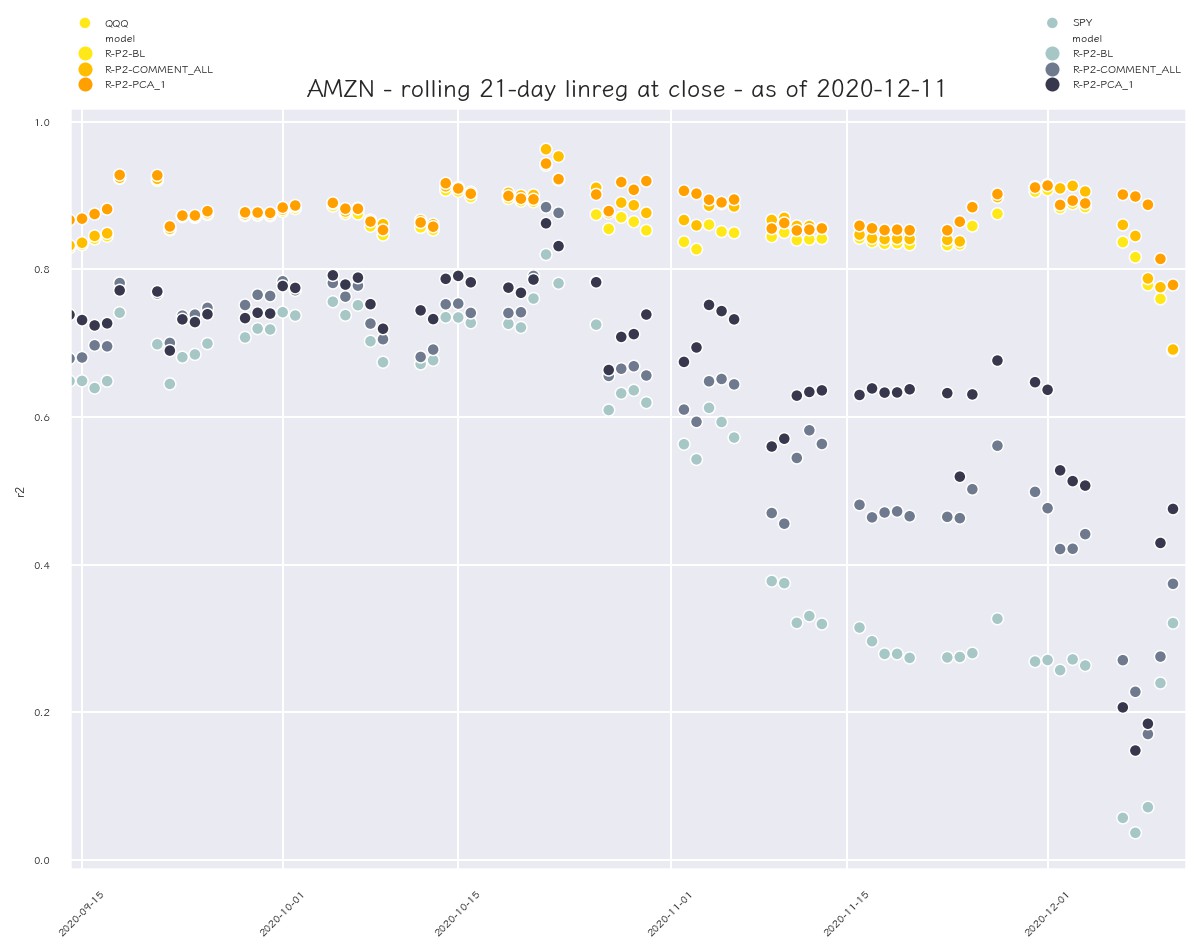 QQQ
model
R-P2-BL
R-P2-COMMENT_ALL
R-P2-PCA_1
SPY
model
R-P2-BL
R-P2-COMMENT_ALL
R-P2-PCA_1
AMZN - rolling 21-day linreg at close - as of 2020-12-11
1.0
0.8
0.6
r2
0.4
0.2
0.0
2020-09-15
2020-10-01
2020-10-15
2020-11-01
2020-11-15
2020-12-01